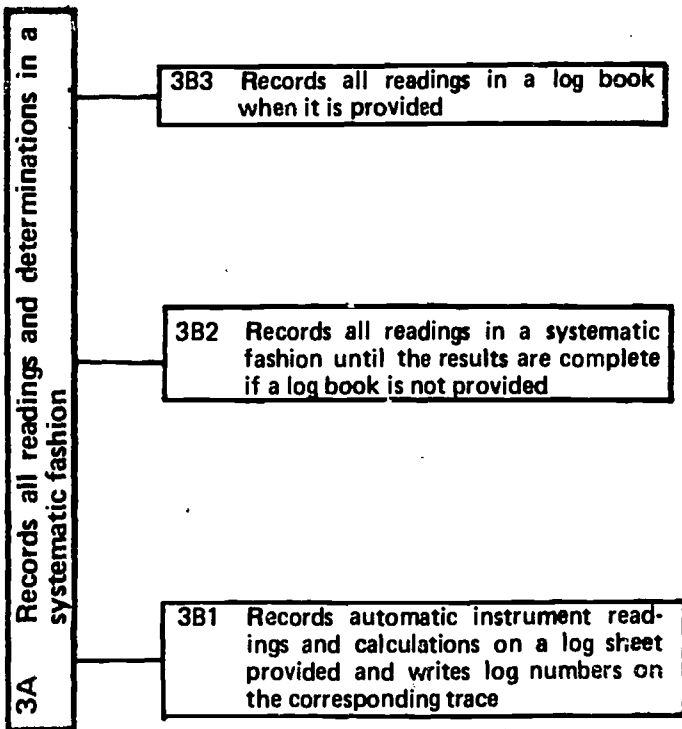 3A Records all readings and determinations in a
systematic fashion
3B3 Records all readings in a log book
when it is provided
3B2 Records all readings in a systematic
fashion until the results are complete
if a log book is not provided
3B1 Records automatic instrument read-
ings and calculations on a log sheet
provided and writes log numbers on
the corresponding trace